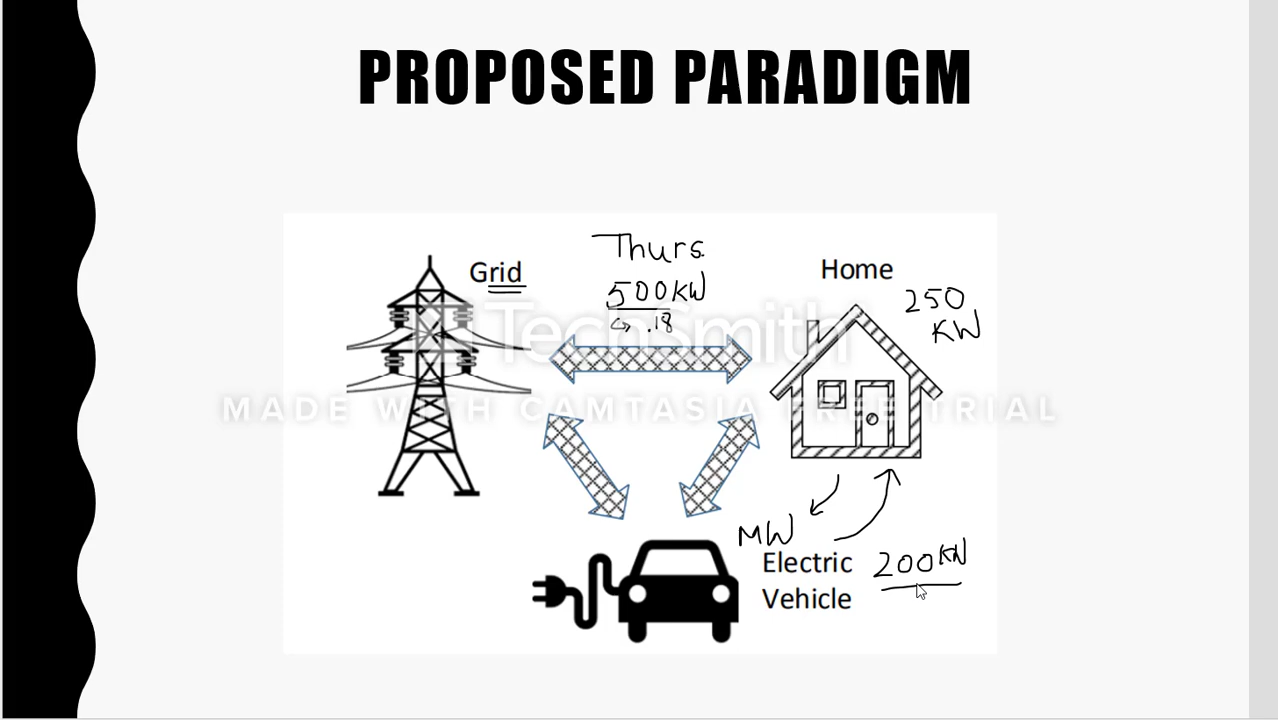 PROPOSED PARADIGM
Thurs.
Grid
Home
500KW
250
KW
.18
TechSmith
MADE WITH CAMTASIA FREE TRIAL
MW
Electric
Vehicle
200KW